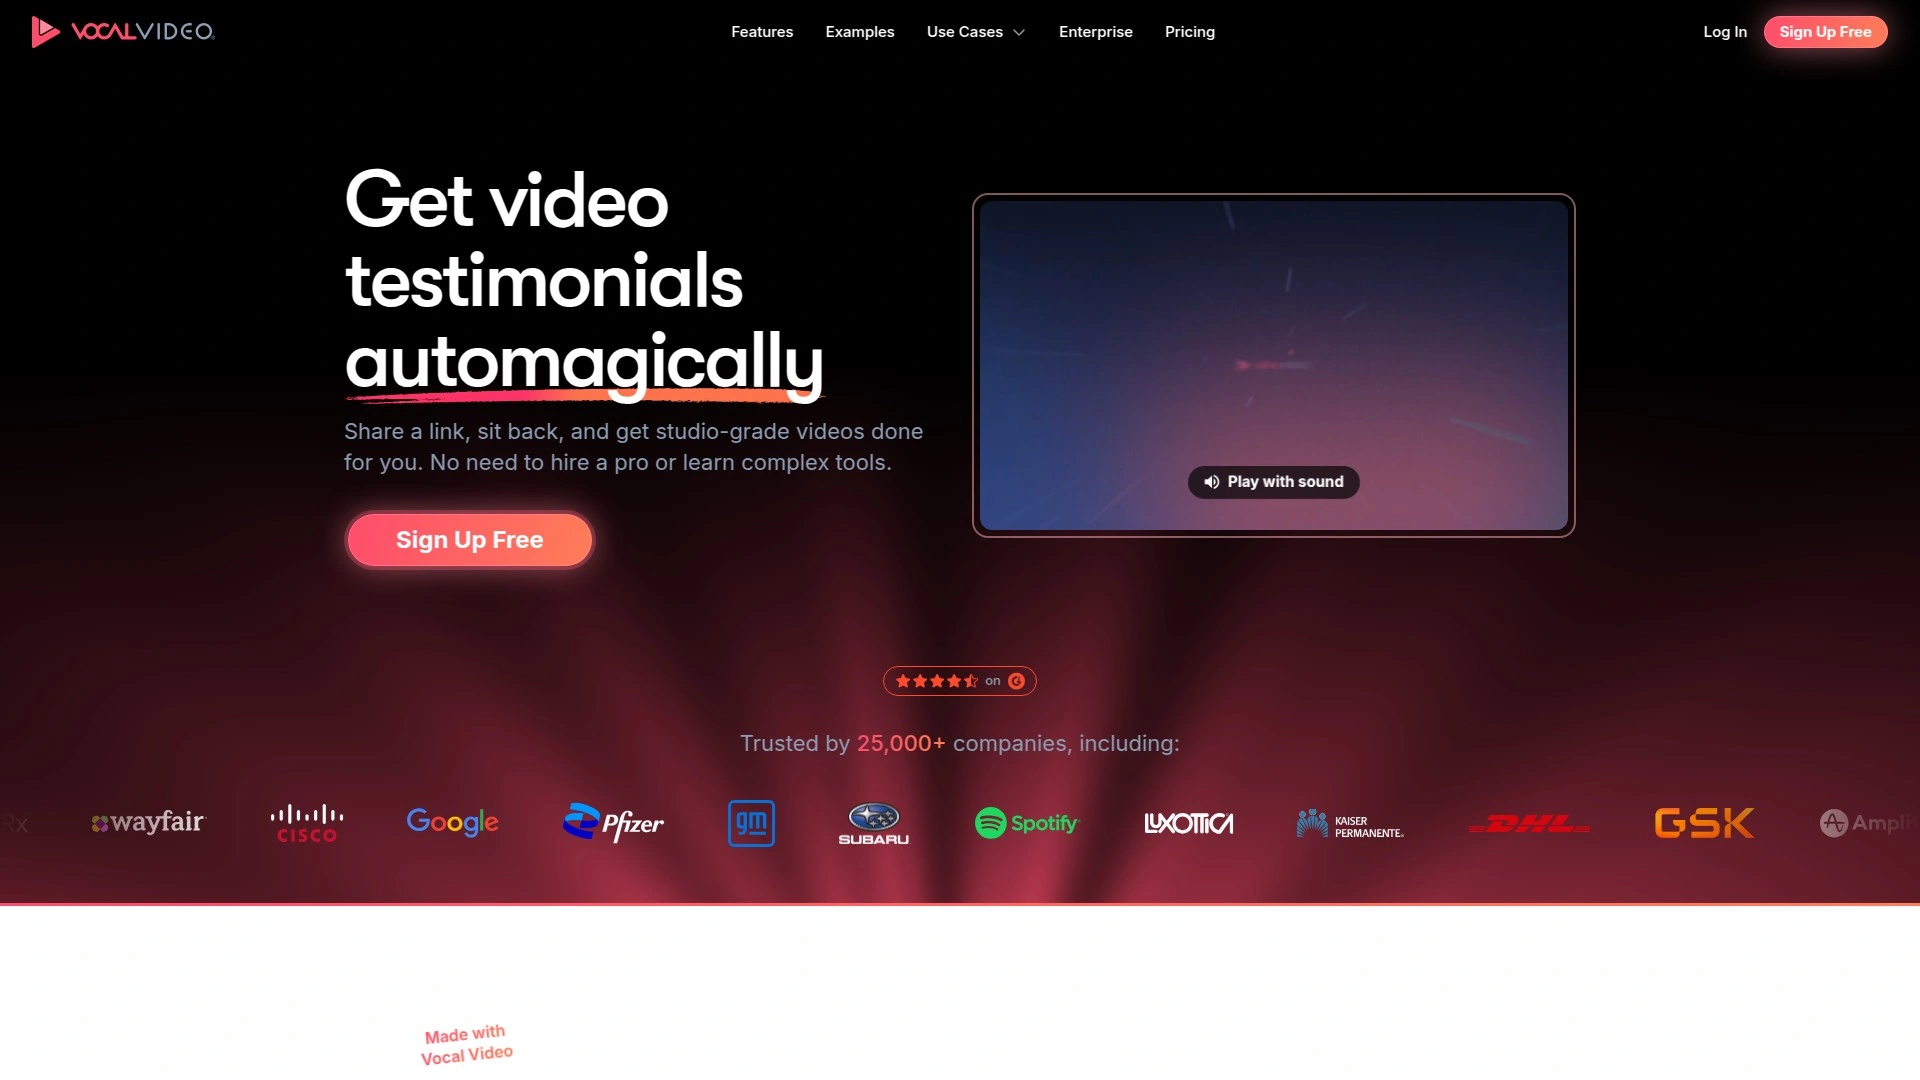 VOCALVIDEO
Features
Examples
Use Cases
Enterprise
Pricing
Log In
Sign Up Free
Get video
testimonials
automagically
Share a link, sit back, and get studio-grade videos done
for you. No need to hire a pro or learn complex tools.
Sign Up Free
Play with sound
on
Trusted by 25,000+ companies, including:
Rx
wayfair
CISCO
Google
Pfizer
gm
SUBARU
Spotify
LUXOTTICA
KAISER
PERMANENTE
DHL
GSK
Ampli
Made with
Vocal Video